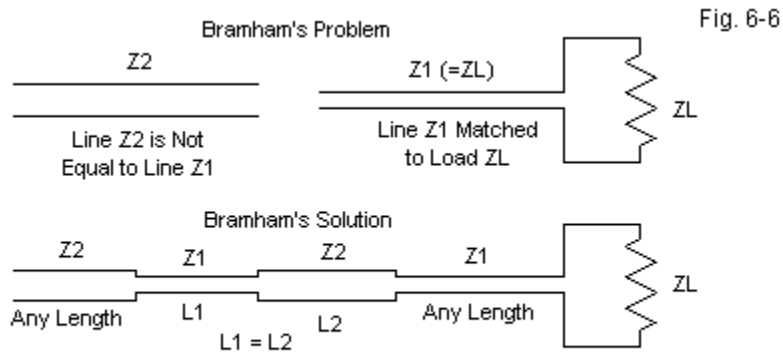 Fig. 6-6
Bramham's Problem
Z2
Z1 (=ZL)
ZL
Line Z2 is Not
Equal to Line Z1
Line Z1 Matched
to Load ZL
Bramham's Solution
Z2
Z1
Z2
Z1
ZL
Any Length
L1
L2
Any Length
L1 = L2